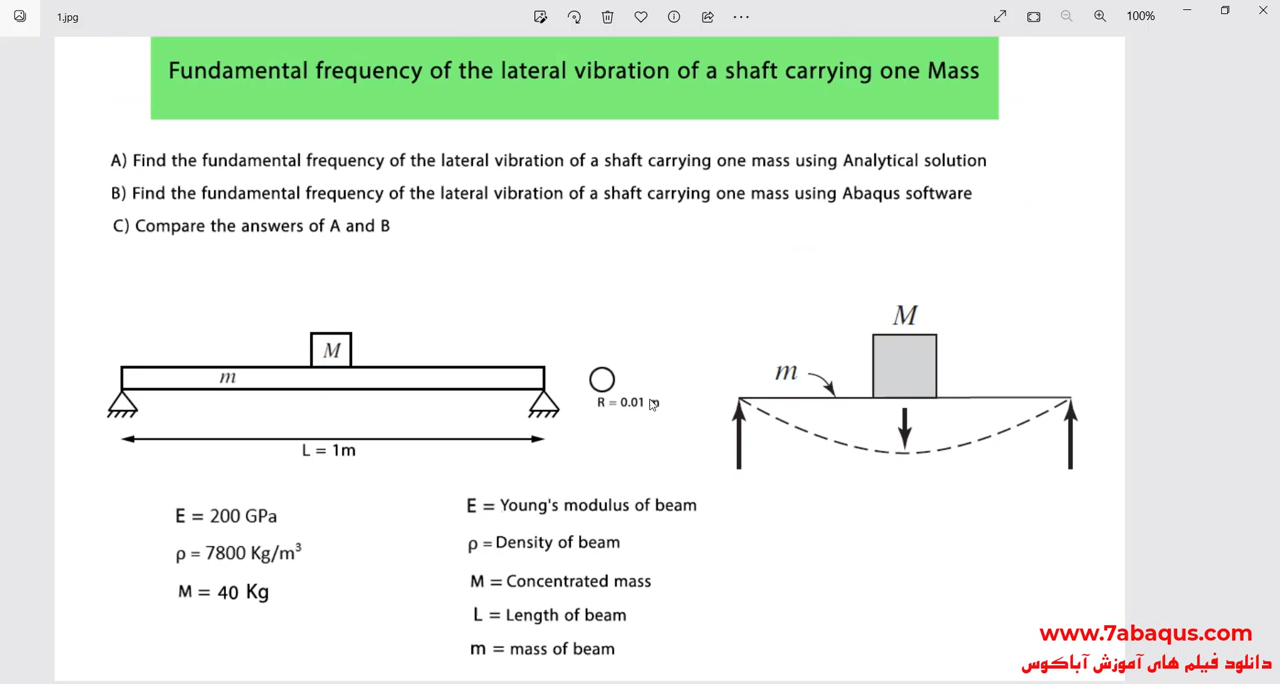 1.jpg
100%
Fundamental frequency of the lateral vibration of a shaft carrying one Mass
A) Find the fundamental frequency of the lateral vibration of a shaft carrying one mass using Analytical solution
B) Find the fundamental frequency of the lateral vibration of a shaft carrying one mass using Abaqus software
C) Compare the answers of A and B
M
m
R = 0.01
L = 1m
M
m
E = 200 GPa
ρ = 7800 Kg/m³
M = 40 Kg
E = Young's modulus of beam
ρ = Density of beam
M = Concentrated mass
L = Length of beam
m = mass of beam
www.7abaqus.com
دانلود فیلم های آموزش آباکوس